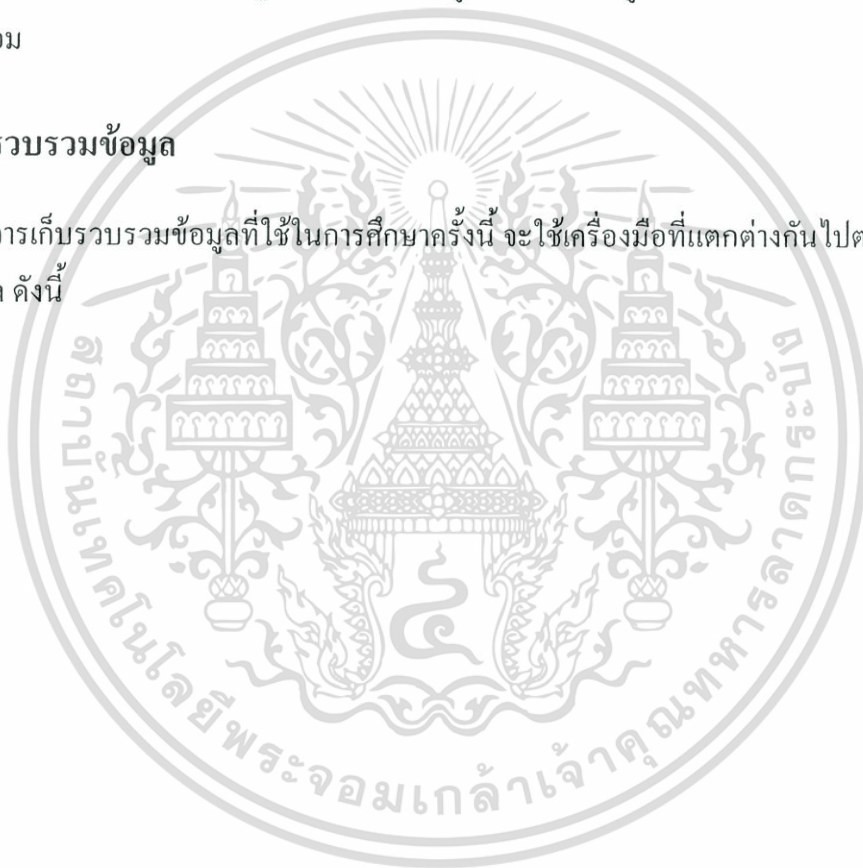 วบรวมข้อมูล
ารเก็บรวบรวมข้อมูลที่ใช้ในการศึกษาครั้งนี้ จะใช้เครื่องมือที่แตกต่างกันไปต
ดังนี้
สถาบันเทคโนโลยีพระจอมเกล้าเจ้าคุณทหารลาดกระบัง
๔